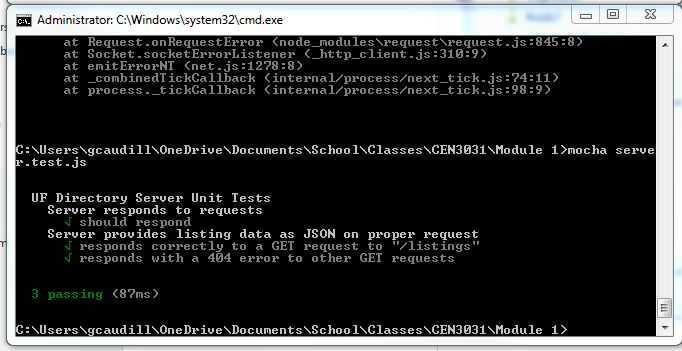 Administrator: C:\Windows\system32\cmd.exe
at Request.onRequestError (node_modules\request\request.js:845:8)
at Socket.socketErrorListener (_http_client.js:310:9)
at emitErrorNT (net.js:1278:8)
at _combinedTickCallback (internal/process/next_tick.js:74:11)
at process._tickCallback (internal/process/next_tick.js:98:9)
C:\Users\gcaudill\OneDrive\Documents\School\Classes\CEN3031\Module 1>mocha serve
r.test.js
UF Directory Server Unit Tests
Server responds to requests
√ should respond
Server provides listing data as JSON on proper request
√ responds correctly to a GET request to "/listings"
√ responds with a 404 error to other GET requests
3 passing (87ms)
C:\Users\gcaudill\OneDrive\Documents\School\Classes\CEN3031\Module 1>